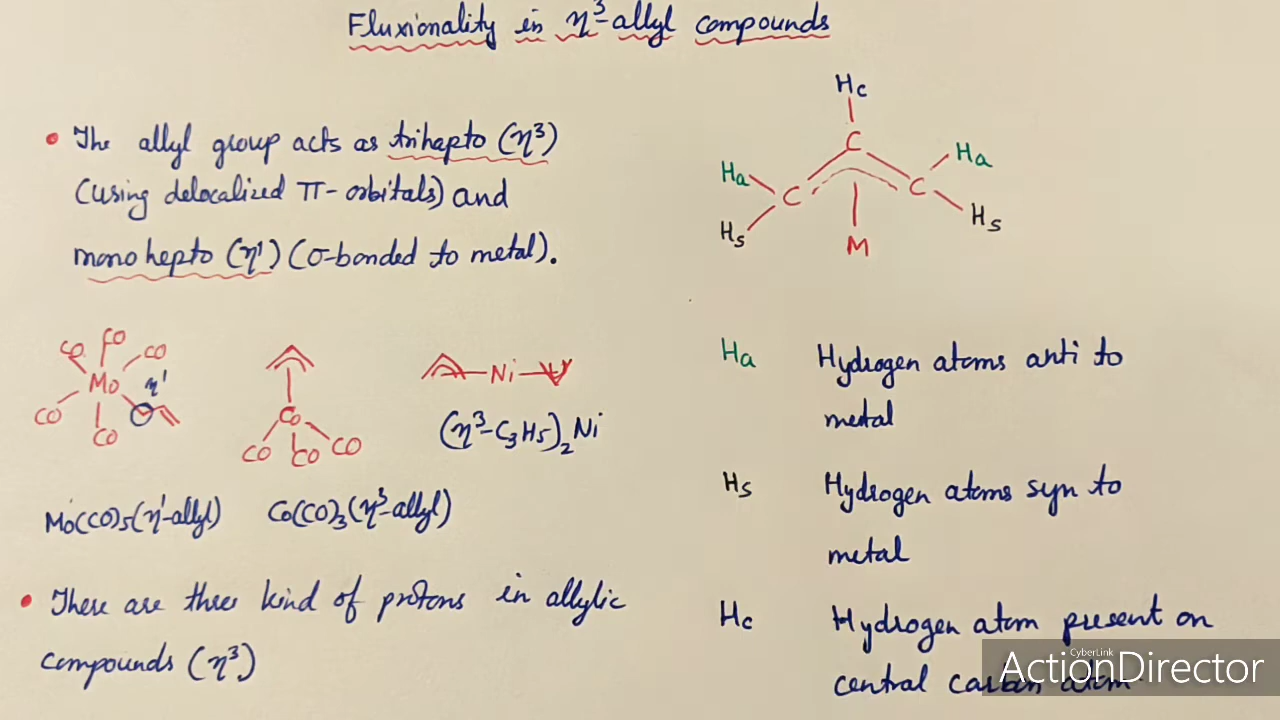 Fluxionality in η³-allyl compounds
• The allyl group acts as trihapto (η³)
(using delocalized π-orbitals) and
monohepto (η¹) (σ-bonded to metal).
Hc
C
Ha C C Ha
Hs Hs
M
CO CO CO
Mo η¹
CO
CO
Co
CO CO CO
Ni
(η³-C₃H₅)₂Ni
Mo(CO)₅(η¹-allyl) Co(CO)₃(η³-allyl)
• There are three kind of protons in allylic
compounds (η³)
Ha Hydrogen atoms anti to
metal
Hs Hydrogen atoms syn to
metal
Hc Hydrogen atom present on
central carbon atom
CyberLink
ActionDirector